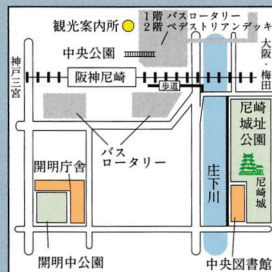 観光案内所
1階 バスロータリー
2階 ペデストリアンデッキ
中央公園
神戸三宮
阪神尼崎
大阪・梅田
歩道
尼崎城址公園
バス
ロータリー
庄下川
尼崎城
開明庁舎
開明中公園
中央図書館